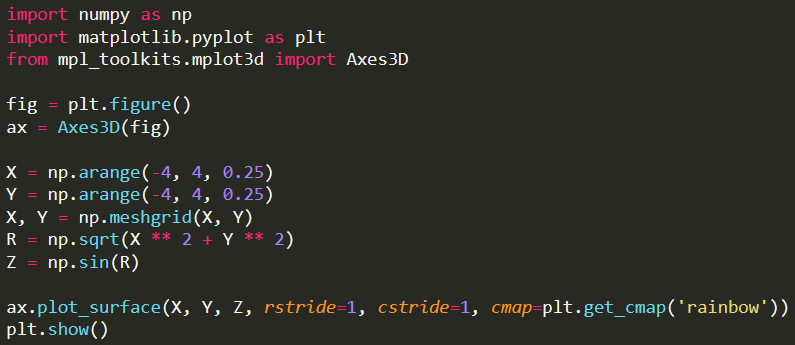 import numpy as np
import matplotlib.pyplot as plt
from mpl_toolkits.mplot3d import Axes3D

fig = plt.figure()
ax = Axes3D(fig)

X = np.arange(-4, 4, 0.25)
Y = np.arange(-4, 4, 0.25)
X, Y = np.meshgrid(X, Y)
R = np.sqrt(X ** 2 + Y ** 2)
Z = np.sin(R)

ax.plot_surface(X, Y, Z, rstride=1, cstride=1, cmap=plt.get_cmap('rainbow'))
plt.show()